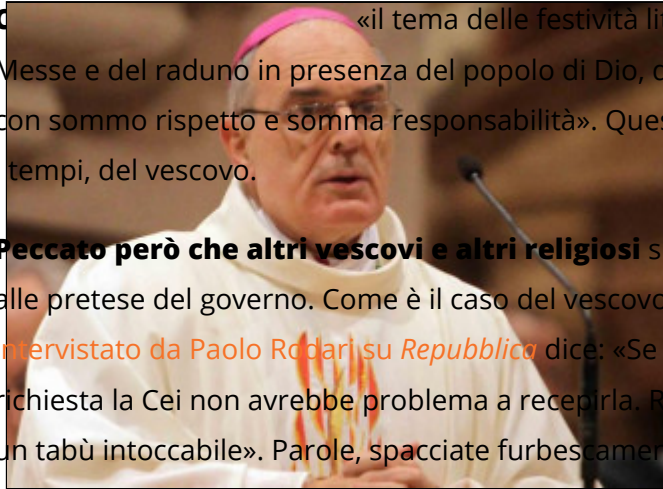 «il tema delle festività
Messe e del raduno in presenza del popolo di Dio,
con sommo rispetto e somma responsabilità».
tempi, del vescovo.
Peccato però che altri vescovi e altri religiosi
alle pretese del governo. Come è il caso del vescovo
intervistato da Paolo Rodari su Repubblica dice: «Se
richiesta la Cei non avrebbe problema a recepirla.
un tabù intoccabile». Parole, spacciate